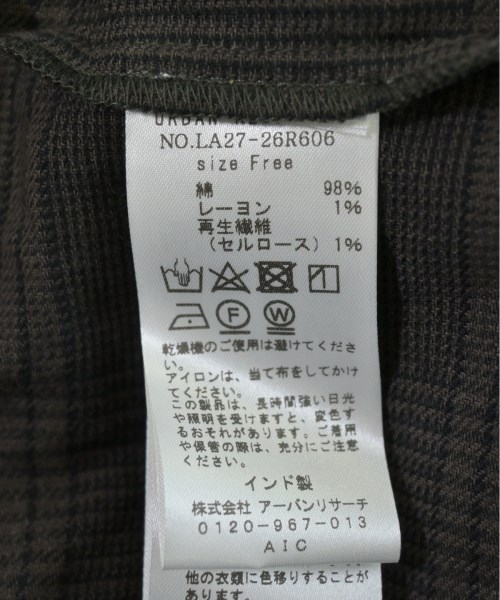 URBAN RE
NO.LA27-26R606
size Free
綿 98%
レーヨン 1%
再生繊維
(セルロース) 1%
F W
乾燥機のご使用は避けてくださ
い。
アイロンは、当て布をしてかけ
てください。
この製品は、長時間強い日光
や照明を受けますと、変色す
るおそれがあります。ご着用
や保管の際は、充分にご注意
ください。
インド製
株式会社 アーバンリサーチ
0120-967-013
AIC
他の衣類に色移りすることが
あります。